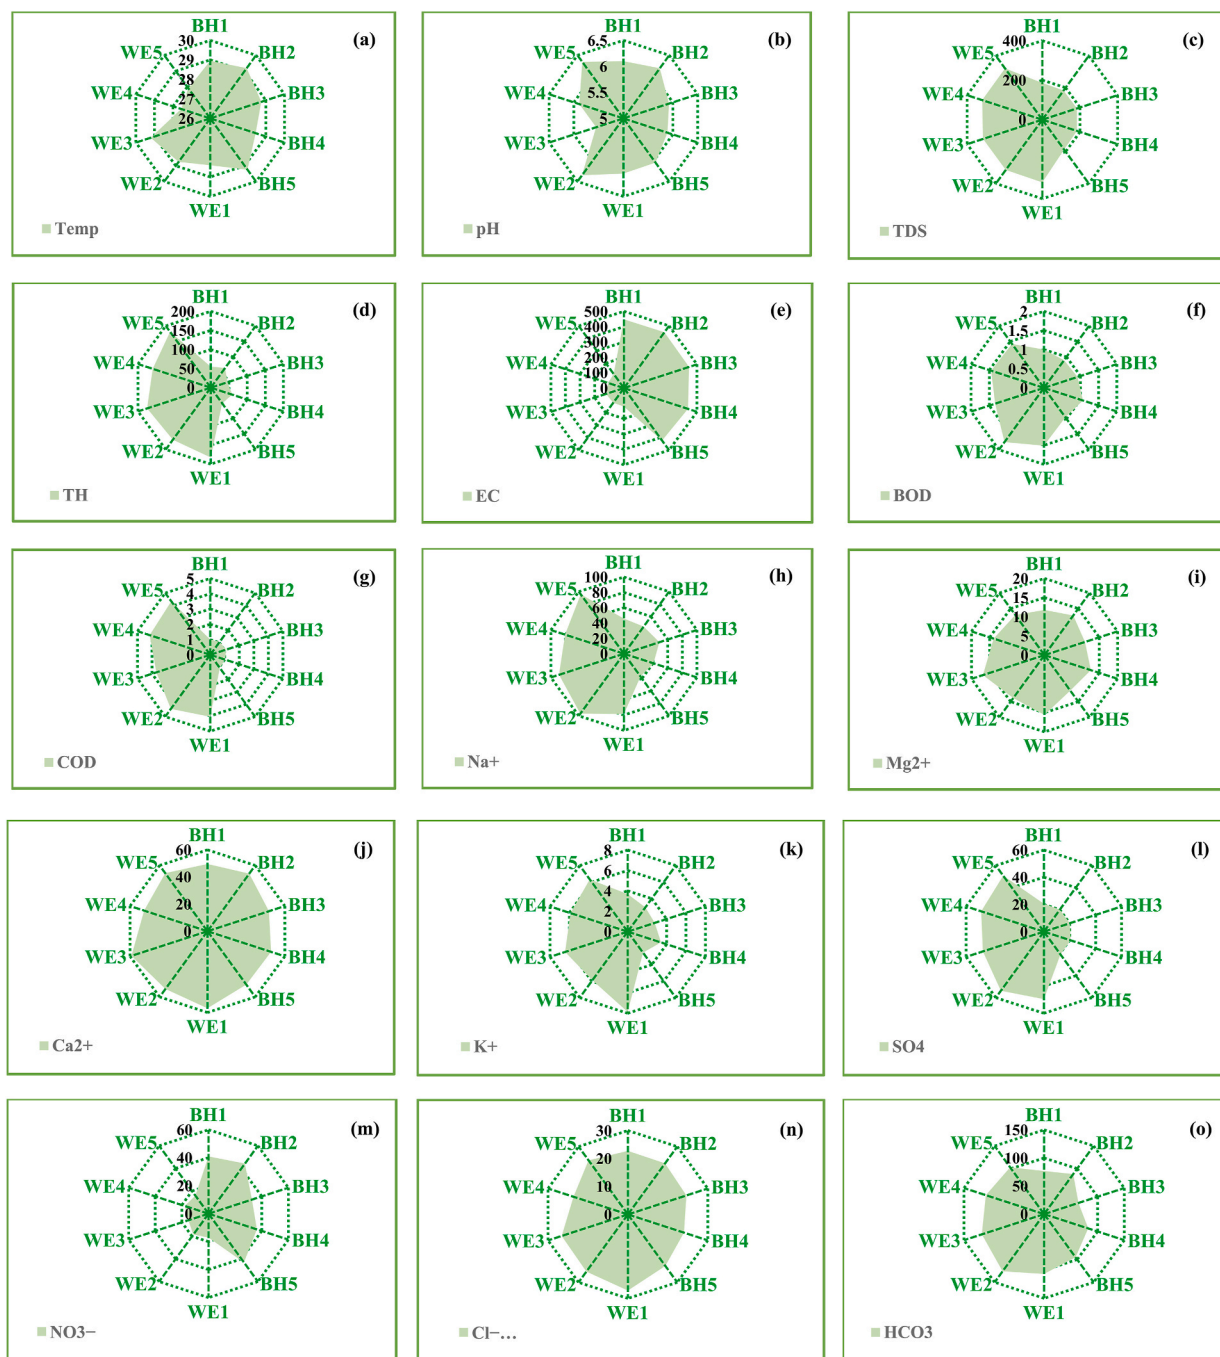 BH1
30 (a)
WE5 BH2
29
28
WE4 27 BH3
26
WE3 BH4
WE2 BH5
WE1
Temp
BH1
6.5 (b)
WE5 BH2
6
WE4 5.5 BH3
5
WE3 BH4
WE2 BH5
WE1
pH
BH1
400 (c)
WE5 BH2
200
WE4 BH3
0
WE3 BH4
WE2 BH5
WE1
TDS
BH1
200 (d)
WE5 BH2
150
100
WE4 50 BH3
0
WE3 BH4
WE2 BH5
WE1
TH
BH1
500 (e)
WE5 400 BH2
300
200
WE4 100 BH3
0
WE3 BH4
WE2 BH5
WE1
EC
BH1
2 (f)
WE5 BH2
1.5
1
WE4 0.5 BH3
0
WE3 BH4
WE2 BH5
WE1
BOD
BH1
5 (g)
WE5 4 BH2
3
2
WE4 1 BH3
0
WE3 BH4
WE2 BH5
WE1
COD
BH1
100 (h)
WE5 80 BH2
60
40
WE4 20 BH3
0
WE3 BH4
WE2 BH5
WE1
Na+
BH1
20 (i)
WE5 15 BH2
10
WE4 5 BH3
0
WE3 BH4
WE2 BH5
WE1
Mg2+
BH1
60 (j)
WE5 BH2
40
WE4 20 BH3
0
WE3 BH4
WE2 BH5
WE1
Ca2+
BH1
8 (k)
WE5 6 BH2
4
WE4 2 BH3
0
WE3 BH4
WE2 BH5
WE1
K+
BH1
60 (l)
WE5 BH2
40
WE4 20 BH3
0
WE3 BH4
WE2 BH5
WE1
SO4
BH1
60 (m)
WE5 BH2
40
WE4 20 BH3
0
WE3 BH4
WE2 BH5
WE1
NO3−
BH1
30 (n)
WE5 BH2
20
WE4 10 BH3
0
WE3 BH4
WE2 BH5
WE1
Cl−...
BH1
150 (o)
WE5 BH2
100
WE4 50 BH3
0
WE3 BH4
WE2 BH5
WE1
HCO3